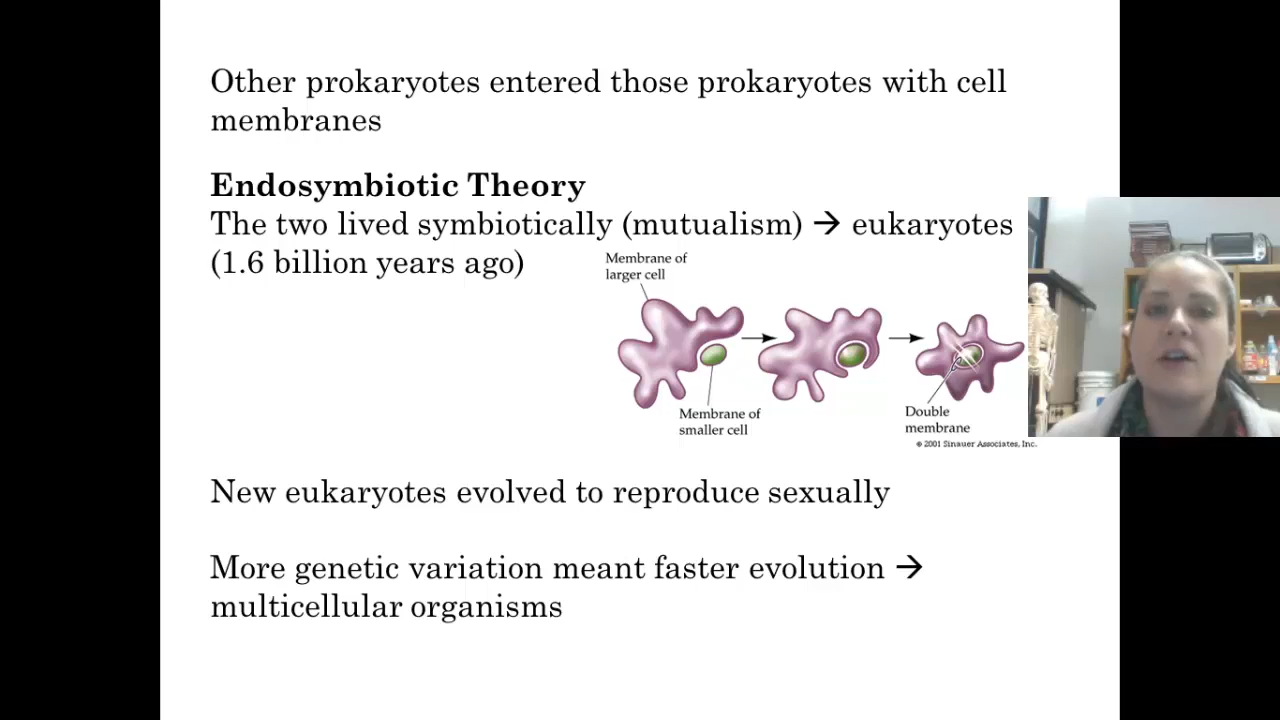 Other prokaryotes entered those prokaryotes with cell
membranes
Endosymbiotic Theory
The two lived symbiotically (mutualism) → eukaryotes
(1.6 billion years ago)
Membrane of
larger cell
Membrane of
smaller cell
Double
membrane
© 2001 Sinauer Associates, Inc.
New eukaryotes evolved to reproduce sexually
More genetic variation meant faster evolution →
multicellular organisms